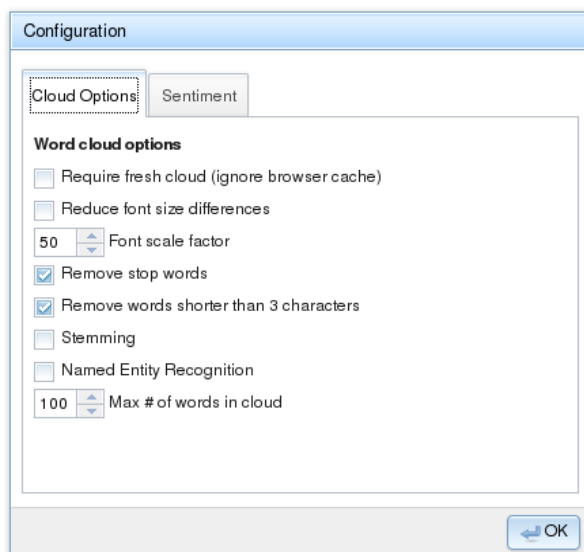 Configuration
Cloud Options Sentiment
Word cloud options
Require fresh cloud (ignore browser cache)
Reduce font size differences
50 Font scale factor
Remove stop words
Remove words shorter than 3 characters
Stemming
Named Entity Recognition
100 Max # of words in cloud
OK